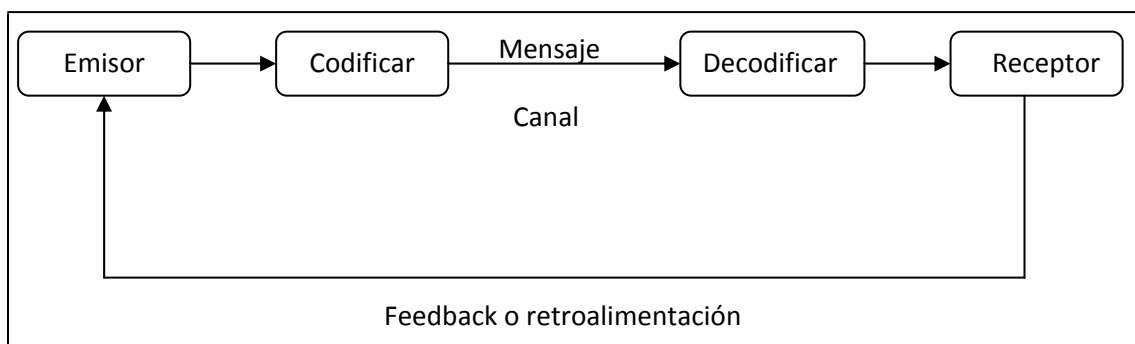 Emisor
Codificar
Mensaje
Canal
Decodificar
Receptor
Feedback o retroalimentación